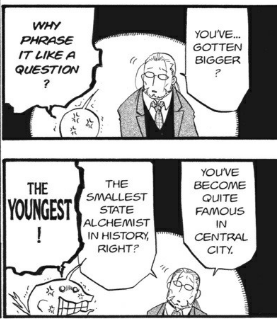 YOU'VE...
GOTTEN
BIGGER
?
WHY
PHRASE
IT LIKE A
QUESTION
?
YOU'VE
BECOME
QUITE
FAMOUS
IN
CENTRAL
CITY.
THE
SMALLEST
STATE
ALCHEMIST
IN HISTORY,
RIGHT?
THE
YOUNGEST
!